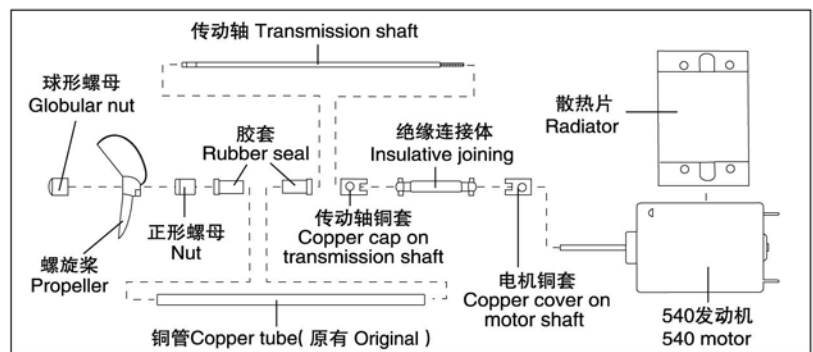 传动轴 Transmission shaft
球形螺母
Globular nut
胶套
Rubber seal
绝缘连接体
Insulative joining
散热片
Radiator
正形螺母
Nut
传动轴铜套
Copper cap on
transmission shaft
螺旋桨
Propeller
电机铜套
Copper cover on
motor shaft
540发动机
540 motor
铜管Copper tube( 原有 Original )